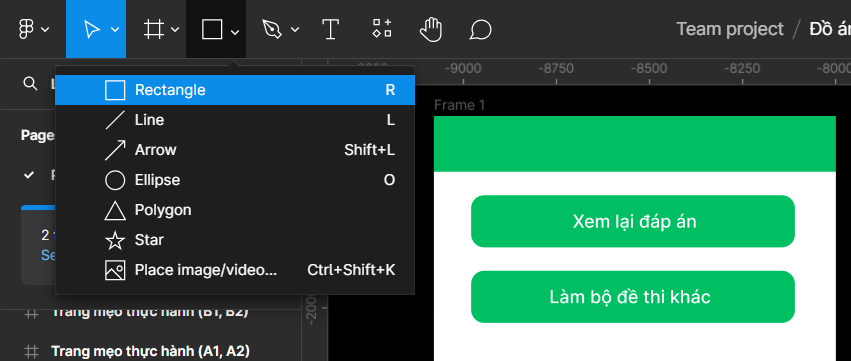 Team project / Đồ án
-9000
-8750
-8500
-8250
-8000
Rectangle R
Line L
Arrow Shift+L
Ellipse O
Polygon
Star
Place image/video... Ctrl+Shift+K
Page
2
Se
Trang mẹo thực hành (B1, B2)
Trang mẹo thực hành (A1, A2)
Frame 1
Xem lại đáp án
Làm bộ đề thi khác